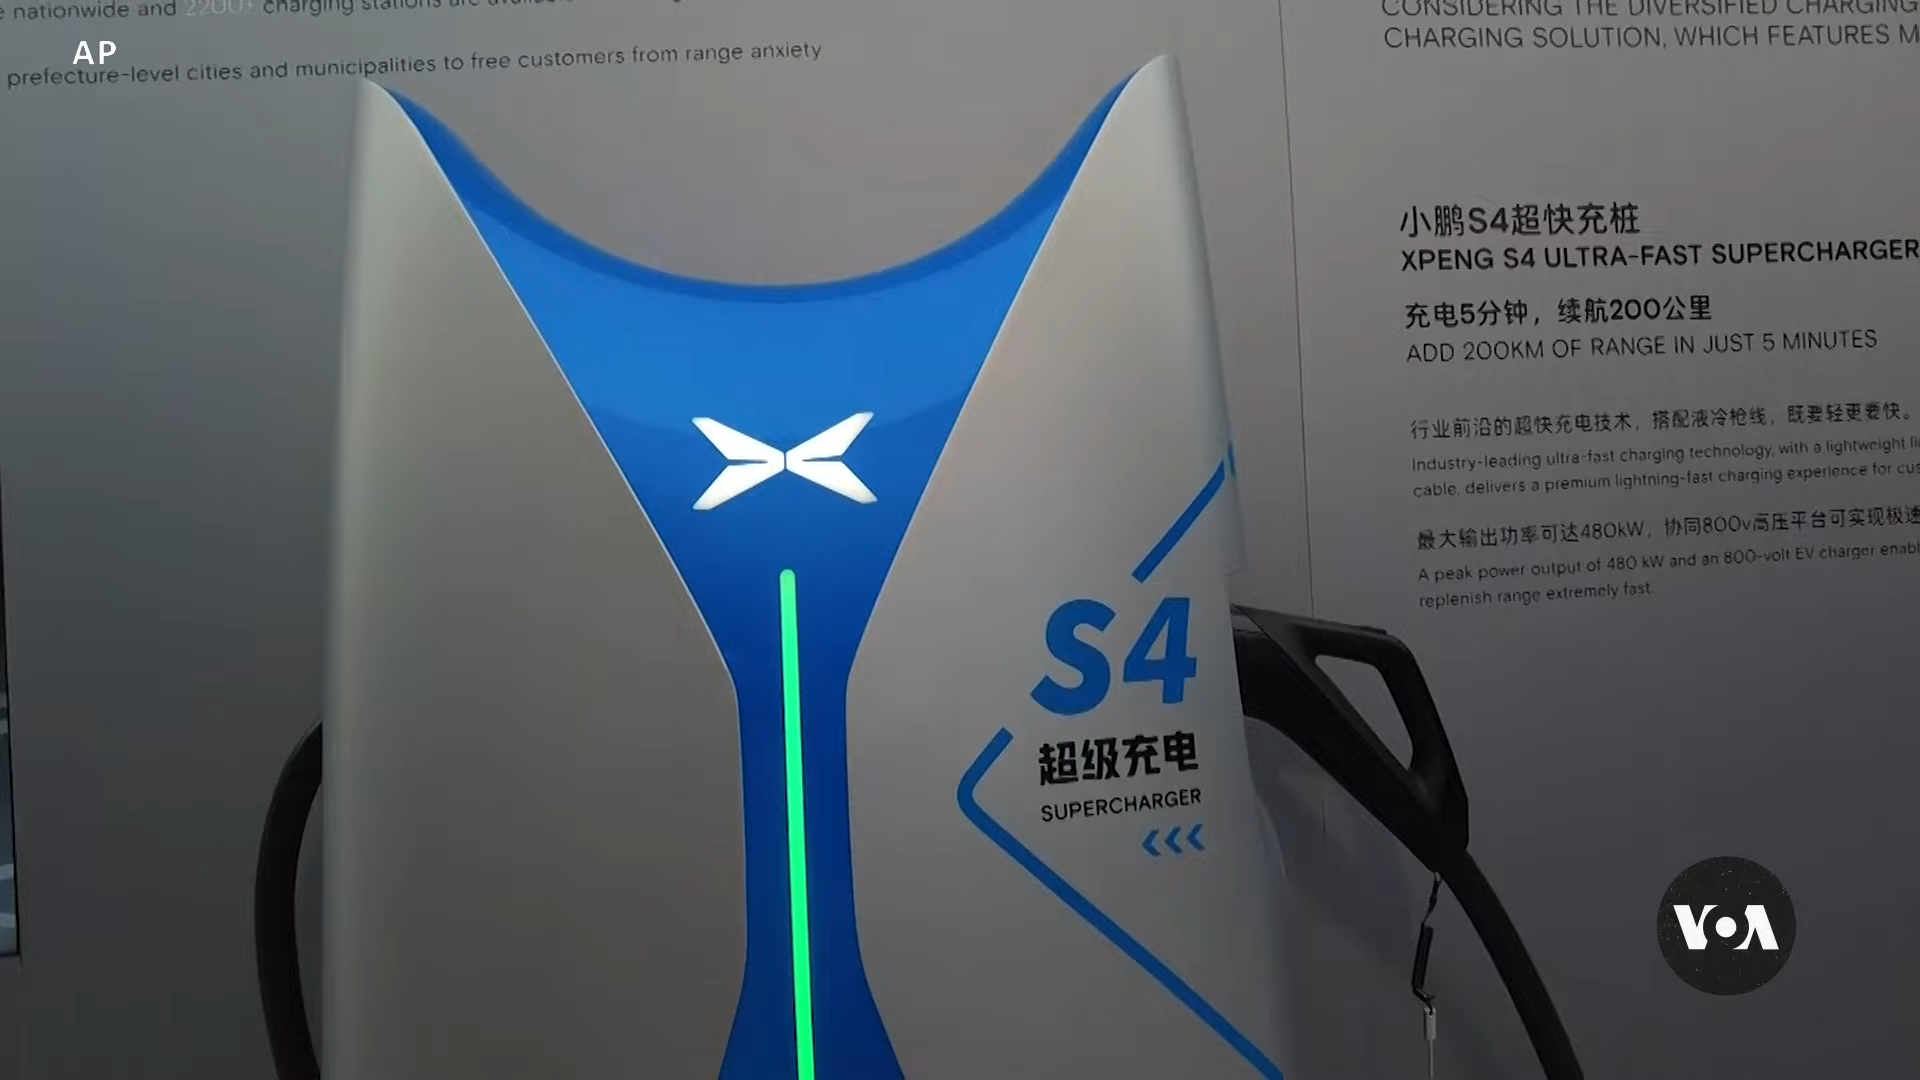 nationwide and 2200+ charging stations are
AP
prefecture-level cities and municipalities to free customers from range anxiety
CONSIDERING THE DIVERSIFIED CHARGING
CHARGING SOLUTION, WHICH FEATURES
小鹏S4超快充桩
XPENG S4 ULTRA-FAST SUPERCHARGER
充电5分钟，续航200公里
ADD 200KM OF RANGE IN JUST 5 MINUTES
行业前沿的超快充电技术，搭配液冷枪线，既要轻更要快。
Industry-leading ultra-fast charging technology, with a lightweight
cable, delivers a premium lightning-fast charging experience for
最大输出功率可达480kW，协同800v高压平台可实现极速
A peak power output of 480 kW and an 800-volt EV charger
replenish range extremely fast.
S4
超级充电
SUPERCHARGER
VOA